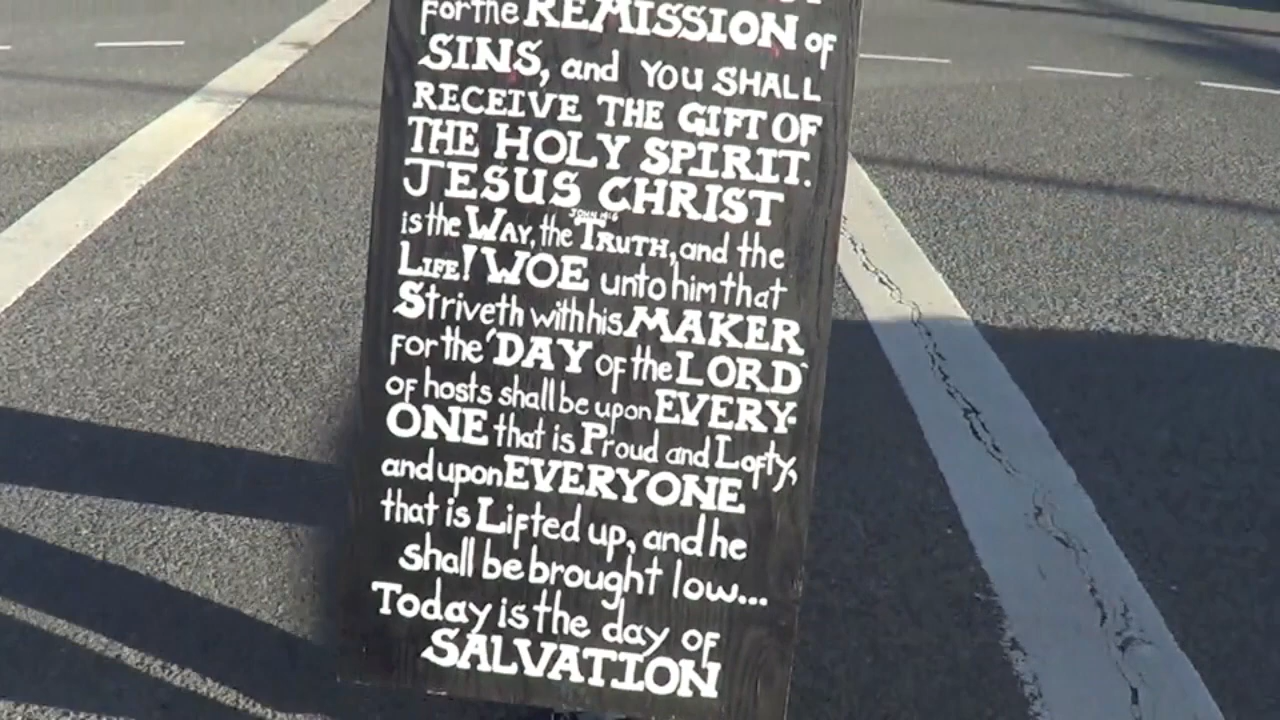 for the REMISSION of
SINS, and YOU SHALL
RECEIVE THE GIFT OF
THE HOLY SPIRIT.
JESUS CHRIST
JOHN 14:6
is the WAY, the TRUTH, and the
LIFE! WOE unto him that
Striveth with his MAKER
for the DAY of the LORD
of hosts shall be upon EVERY-
ONE that is Proud and Lofty,
and upon EVERYONE
that is Lifted up, and he
shall be brought low...
Today is the day of
SALVATION